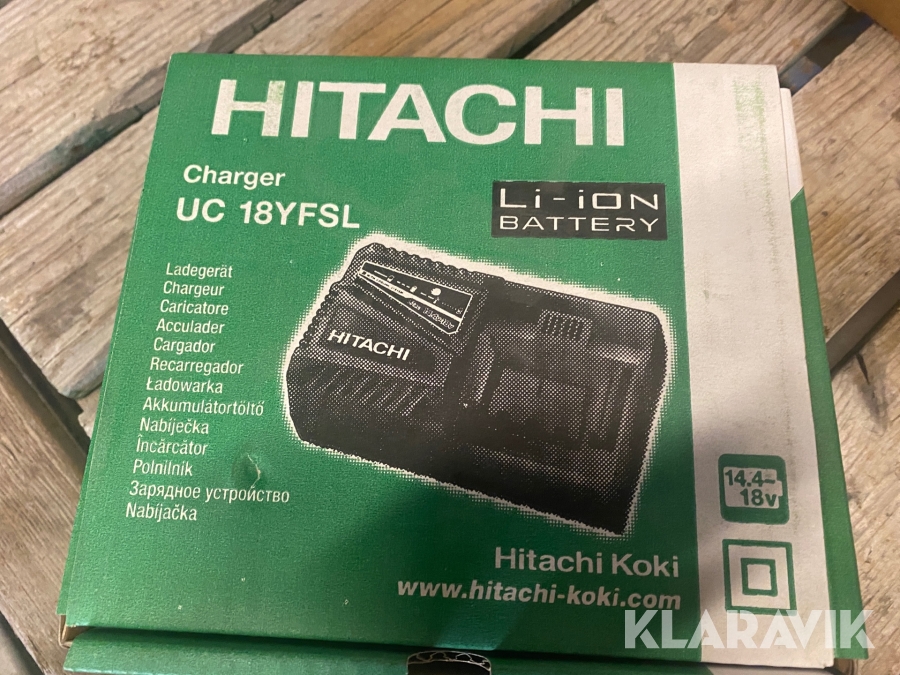 HITACHI
Charger
UC 18YFSL
Li-iON
BATTERY
Ladegerät
Chargeur
Caricatore
Acculader
Cargador
Recarregador
Ładowarka
Akkumulátortöltő
Nabíječka
Încărcător
Polnilnik
Зарядное устройство
Nabíjačka
HITACHI
14.4~
18v
Hitachi Koki
www.hitachi-koki.com
KLARAVIK